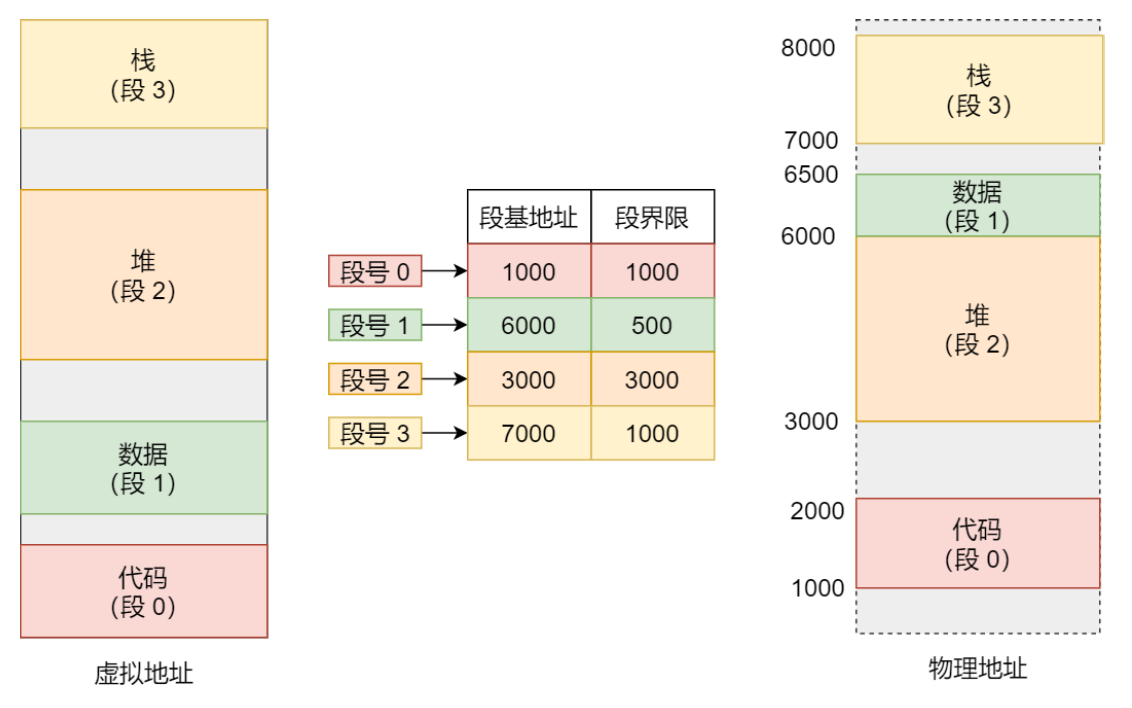 栈
（段 3）
堆
（段 2）
数据
（段 1）
代码
（段 0）
虚拟地址
段基地址 段界限
段号 0 1000 1000
段号 1 6000 500
段号 2 3000 3000
段号 3 7000 1000
8000
栈
（段 3）
7000
6500
数据
（段 1）
6000
堆
（段 2）
3000
2000
代码
（段 0）
1000
物理地址